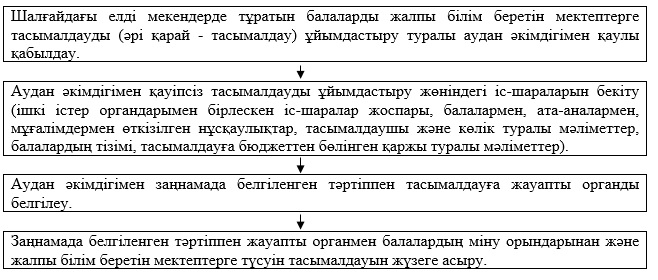 Шалғайдағы елді мекендерде тұратын балаларды жалпы білім беретін мектептерге
тасымалдауды (әрі қарай - тасымалдау) ұйымдастыру туралы аудан әкімдігімен қаулы
қабылдау.
Аудан әкімдігімен қауіпсіз тасымалдауды ұйымдастыру жөніндегі іс-шараларын бекіту
(ішкі істер органдарымен бірлескен іс-шаралар жоспары, балалармен, ата-аналармен,
мұғалімдермен өткізілген нұсқаулықтар, тасымалдаушы және көлік туралы мәліметтер,
балалардың тізімі, тасымалдауға бюджеттен бөлінген қаржы туралы мәліметтер).
Аудан әкімдігімен заңнамада белгіленген тәртіппен тасымалдауға жауапты органды
белгілеу.
Заңнамада белгіленген тәртіппен жауапты органмен балалардың міну орындарынан және
жалпы білім беретін мектептерге түсуін тасымалдауын жүзеге асыру.